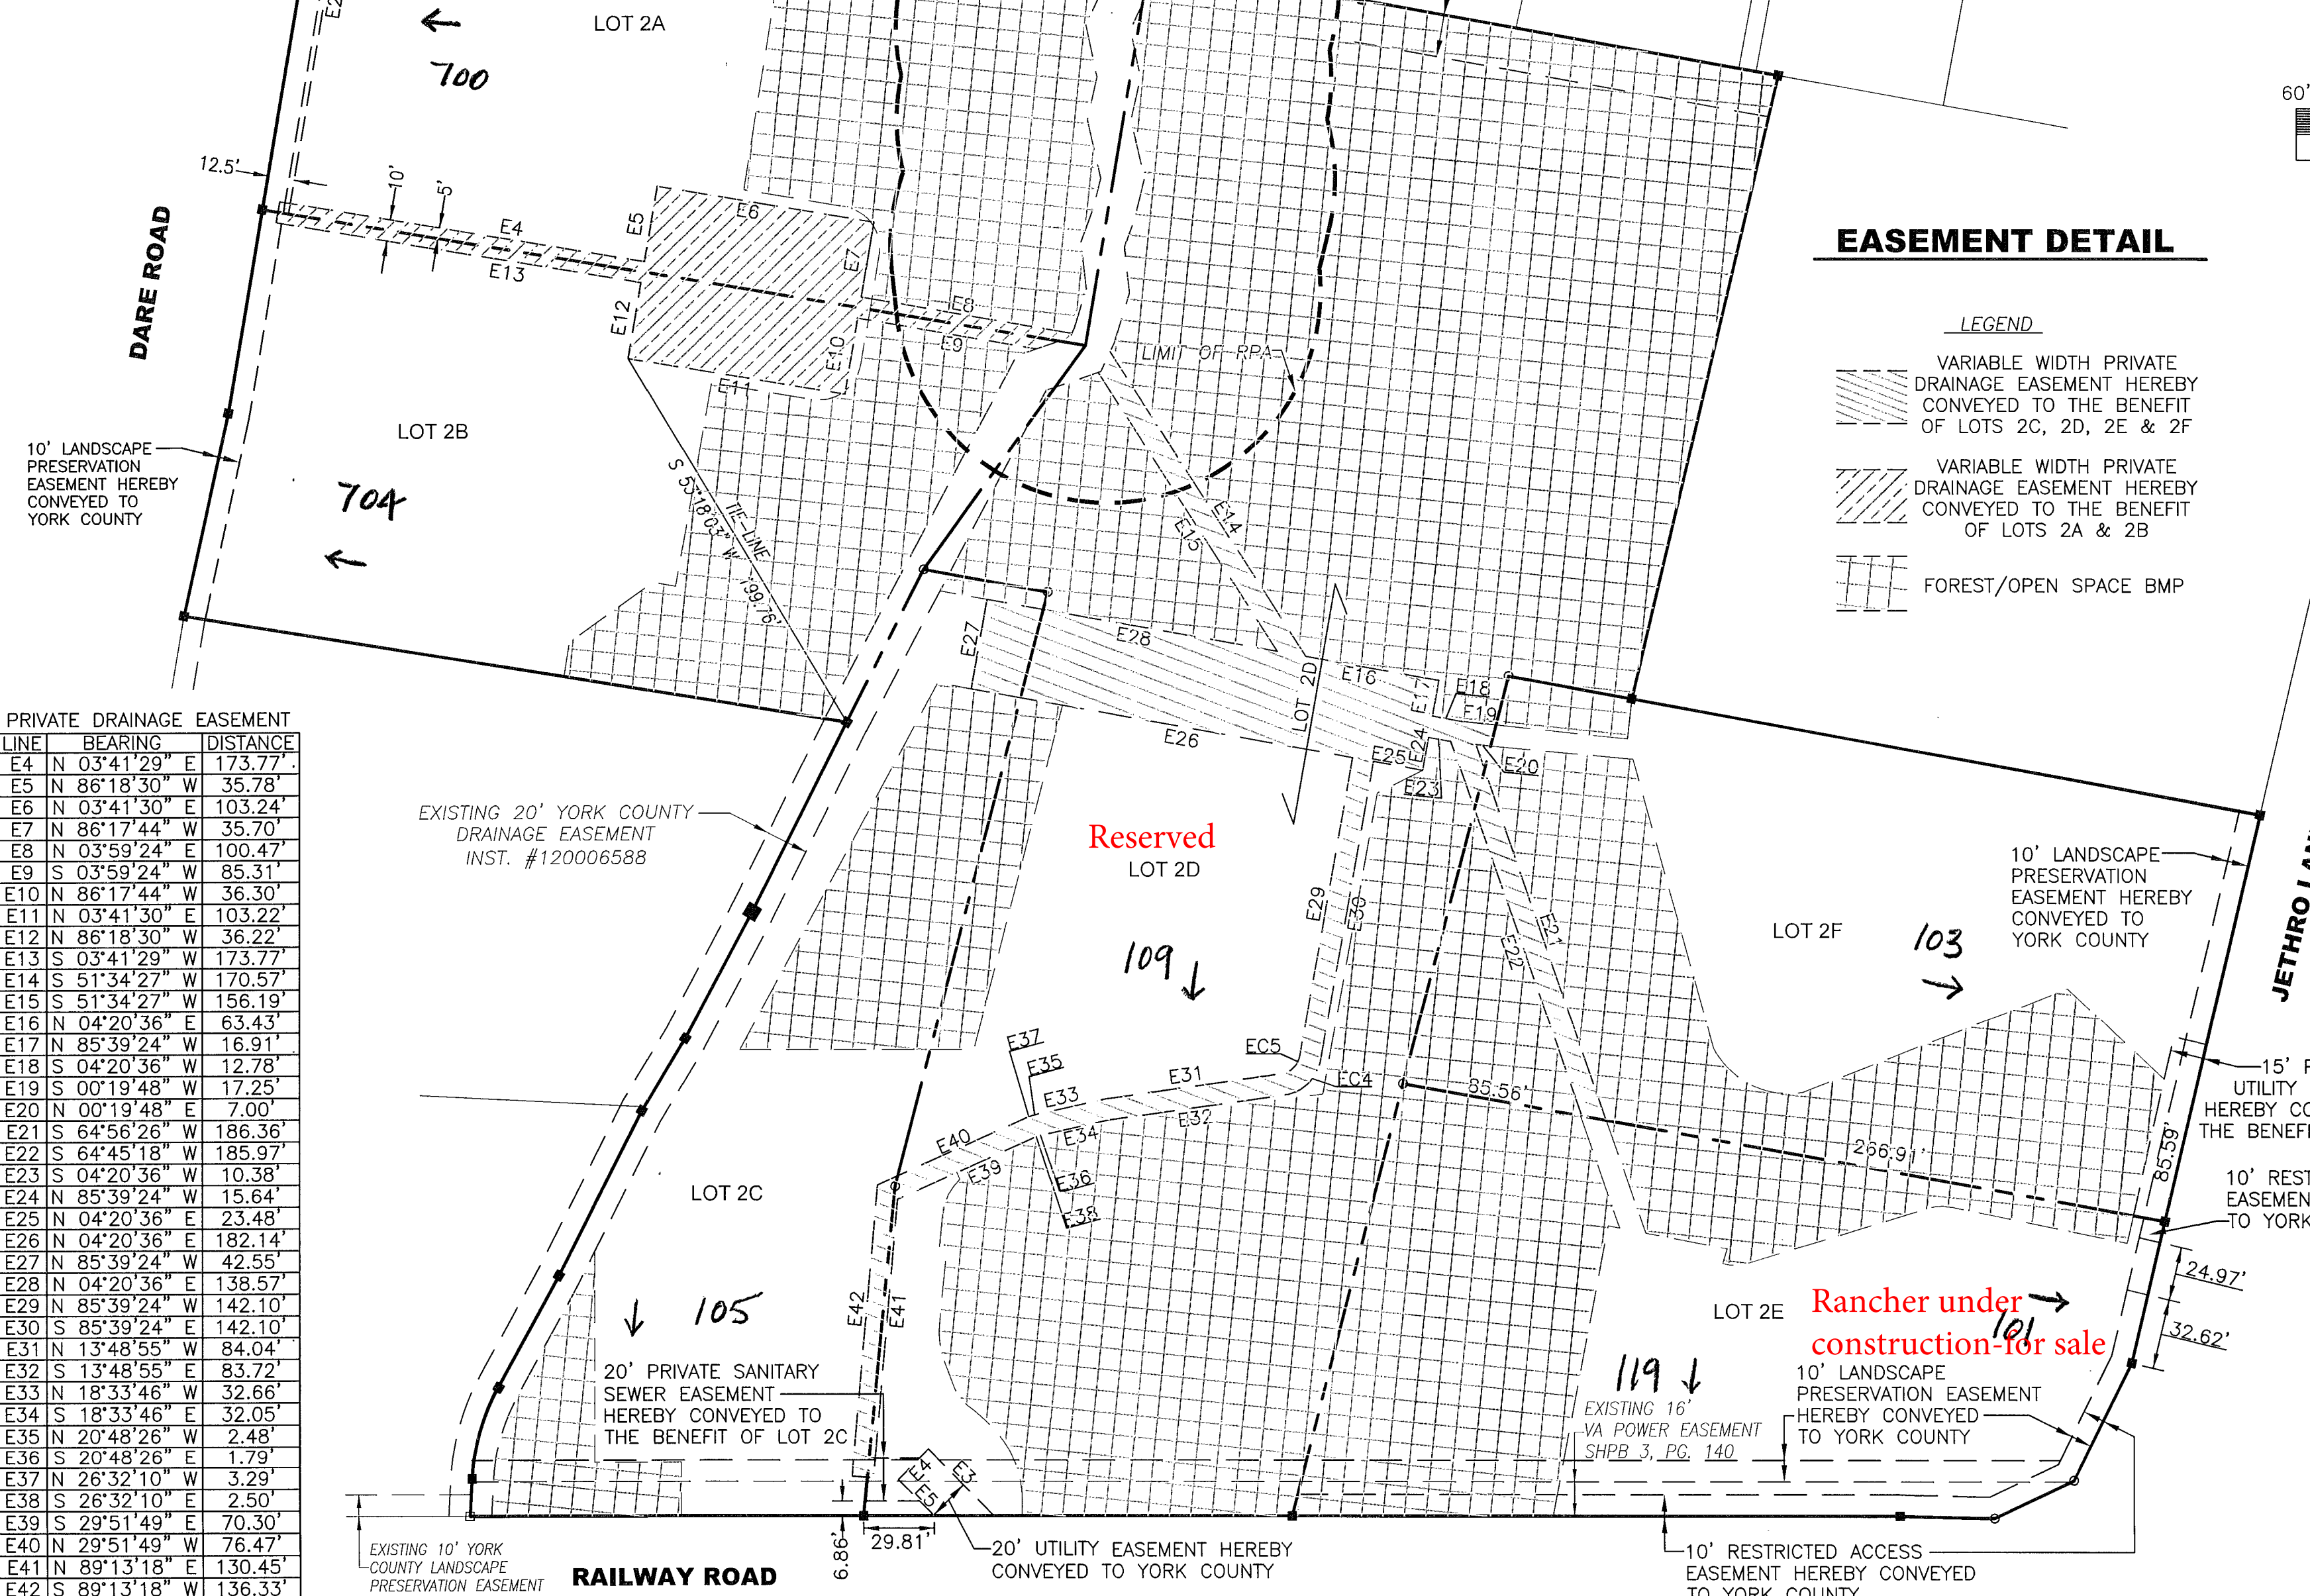 LOT 2A
700
12.5'
10'
5'
E4
E13
E5
E6
E7
E12
E8
E9
E10
E11
DARE ROAD
LOT 2B
704
10' LANDSCAPE
PRESERVATION
EASEMENT HEREBY
CONVEYED TO
YORK COUNTY
TIE-LINE
S 53°18'03" W 199.76'
LIMIT OF RPA
E14
E15
60'
EASEMENT DETAIL
LEGEND
VARIABLE WIDTH PRIVATE
DRAINAGE EASEMENT HEREBY
CONVEYED TO THE BENEFIT
OF LOTS 2C, 2D, 2E & 2F
VARIABLE WIDTH PRIVATE
DRAINAGE EASEMENT HEREBY
CONVEYED TO THE BENEFIT
OF LOTS 2A & 2B
FOREST/OPEN SPACE BMP
E27
E28
LOT 2D
E16
E17
E18
E19
E26
E25
E24
E20
E23
PRIVATE DRAINAGE EASEMENT
LINE BEARING DISTANCE
E4 N 03°41'29" E 173.77'
E5 N 86°18'30" W 35.78'
E6 N 03°41'30" E 103.24'
E7 N 86°17'44" W 35.70'
E8 N 03°59'24" E 100.47'
E9 S 03°59'24" W 85.31'
E10 N 86°17'44" W 36.30'
E11 N 03°41'30" E 103.22'
E12 N 86°18'30" W 36.22'
E13 S 03°41'29" W 173.77'
E14 S 51°34'27" W 170.57'
E15 S 51°34'27" W 156.19'
E16 N 04°20'36" E 63.43'
E17 N 85°39'24" W 16.91'
E18 S 04°20'36" W 12.78'
E19 S 00°19'48" W 17.25'
E20 N 00°19'48" E 7.00'
E21 S 64°56'26" W 186.36'
E22 S 64°45'18" W 185.97'
E23 S 04°20'36" W 10.38'
E24 N 85°39'24" W 15.64'
E25 N 04°20'36" E 23.48'
E26 N 04°20'36" E 182.14'
E27 N 85°39'24" W 42.55'
E28 N 04°20'36" E 138.57'
E29 N 85°39'24" W 142.10'
E30 S 85°39'24" E 142.10'
E31 N 13°48'55" W 84.04'
E32 S 13°48'55" E 83.72'
E33 N 18°33'46" W 32.66'
E34 S 18°33'46" E 32.05'
E35 N 20°48'26" W 2.48'
E36 S 20°48'26" E 1.79'
E37 N 26°32'10" W 3.29'
E38 S 26°32'10" E 2.50'
E39 S 29°51'49" E 70.30'
E40 N 29°51'49" W 76.47'
E41 N 89°13'18" E 130.45'
E42 S 89°13'18" W 136.33'
EXISTING 20' YORK COUNTY
DRAINAGE EASEMENT
INST. #120006588
Reserved
LOT 2D
109
E29
E30
E21
E22
LOT 2F
103
10' LANDSCAPE
PRESERVATION
EASEMENT HEREBY
CONVEYED TO
YORK COUNTY
E37
E35
E33
E31
EC5
EC4
E32
E34
E40
E39
E36
E38
85.56'
266.91'
85.59'
15'
UTILITY
HEREBY
THE
10'
TO
LOT 2C
105
E42
E41
24.97'
32.62'
LOT 2E
Rancher under
construction-for sale
101
119
20' PRIVATE SANITARY
SEWER EASEMENT
HEREBY CONVEYED TO
THE BENEFIT OF LOT 2C
EXISTING 16'
VA POWER EASEMENT
SHPB 3, PG. 140
10' LANDSCAPE
PRESERVATION EASEMENT
HEREBY CONVEYED
TO YORK COUNTY
E4
E3
E5
6.86'
29.81'
EXISTING 10' YORK
COUNTY LANDSCAPE
PRESERVATION EASEMENT
RAILWAY ROAD
20' UTILITY EASEMENT HEREBY
CONVEYED TO YORK COUNTY
10' RESTRICTED ACCESS
EASEMENT HEREBY CONVEYED
TO YORK COUNTY
JETHRO